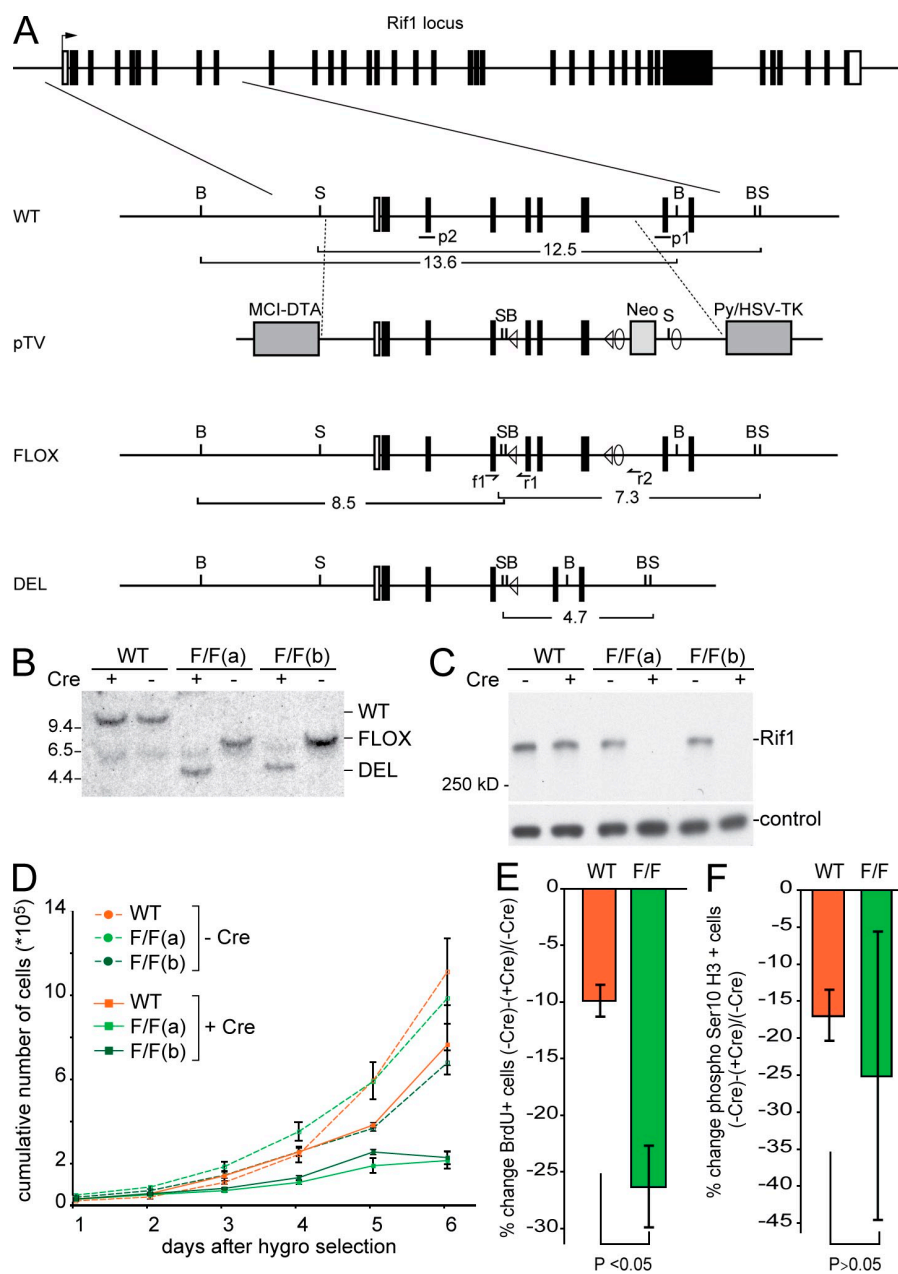 A
Rif1 locus
B S B BS
WT
p2 p1
12.5
13.6
MCI-DTA SB Neo S Py/HSV-TK
pTV
B S SB B BS
FLOX
f1 r1 r2
8.5 7.3
B S SB B BS
DEL
4.7
B
WT F/F(a) F/F(b)
Cre + - + - + -
WT
9.4
FLOX
6.5
DEL
4.4
C
WT F/F(a) F/F(b)
Cre - + - + - +
-Rif1
250 kD
-control
D
cumulative number of cells (*10⁵)
14
10
6
2
0
WT
F/F(a) - Cre
F/F(b)
WT
F/F(a) + Cre
F/F(b)
1 2 3 4 5 6
days after hygro selection
E
WT F/F
% change BrdU+ cells (-Cre)-(+Cre)/(-Cre)
0
-5
-10
-15
-20
-25
-30
P <0.05
F
WT F/F
% change phospho Ser10 H3 + cells
(-Cre)-(+Cre)/(-Cre)
0
-5
-10
-15
-20
-25
-30
-35
-40
-45
P>0.05